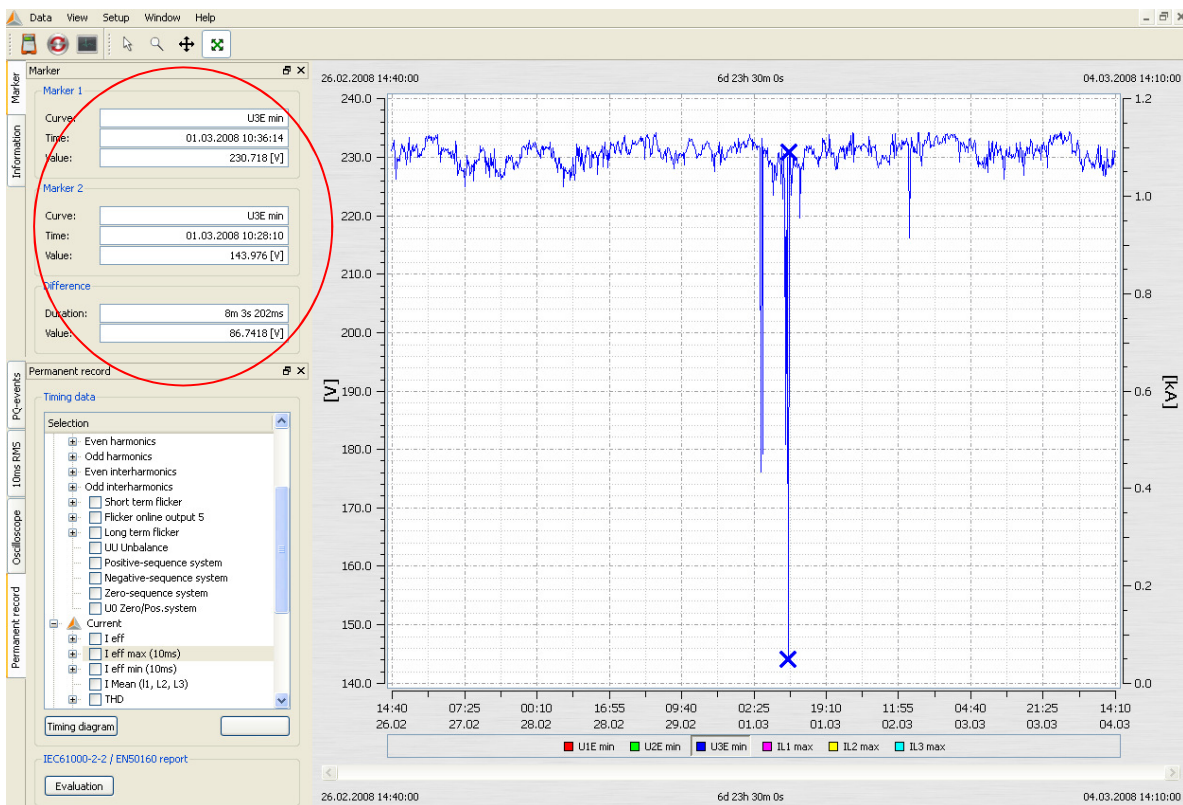 Data View Setup Window Help
Marker
Information
PQ-events
10ms RMS
Oscilloscope
Permanent record
Marker
Marker 1
Curve: U3E min
Time: 01.03.2008 10:36:14
Value: 230.718 [V]
Marker 2
Curve: U3E min
Time: 01.03.2008 10:28:10
Value: 143.976 [V]
Difference
Duration: 8m 3s 202ms
Value: 86.7418 [V]
Permanent record
Timing data
Selection
Even harmonics
Odd harmonics
Even interharmonics
Odd interharmonics
Short term flicker
Flicker online output 5
Long term flicker
UU Unbalance
Positive-sequence system
Negative-sequence system
Zero-sequence system
U0 Zero/Pos.system
Current
I eff
I eff max (10ms)
I eff min (10ms)
I Mean (l1, L2, L3)
THD
Timing diagram
IEC61000-2-2 / EN50160 report
Evaluation
26.02.2008 14:40:00 6d 23h 30m 0s 04.03.2008 14:10:00
240.0
230.0
220.0
210.0
200.0
190.0
180.0
170.0
160.0
150.0
140.0
[V]
1.2
1.0
0.8
0.6
0.4
0.2
0.0
[kA]
14:40 07:25 00:10 16:55 09:40 02:25 19:10 11:55 04:40 21:25 14:10
26.02 27.02 28.02 28.02 29.02 01.03 01.03 02.03 03.03 03.03 04.03
U1E min U2E min U3E min IL1 max IL2 max IL3 max
26.02.2008 14:40:00 6d 23h 30m 0s 04.03.2008 14:10:00